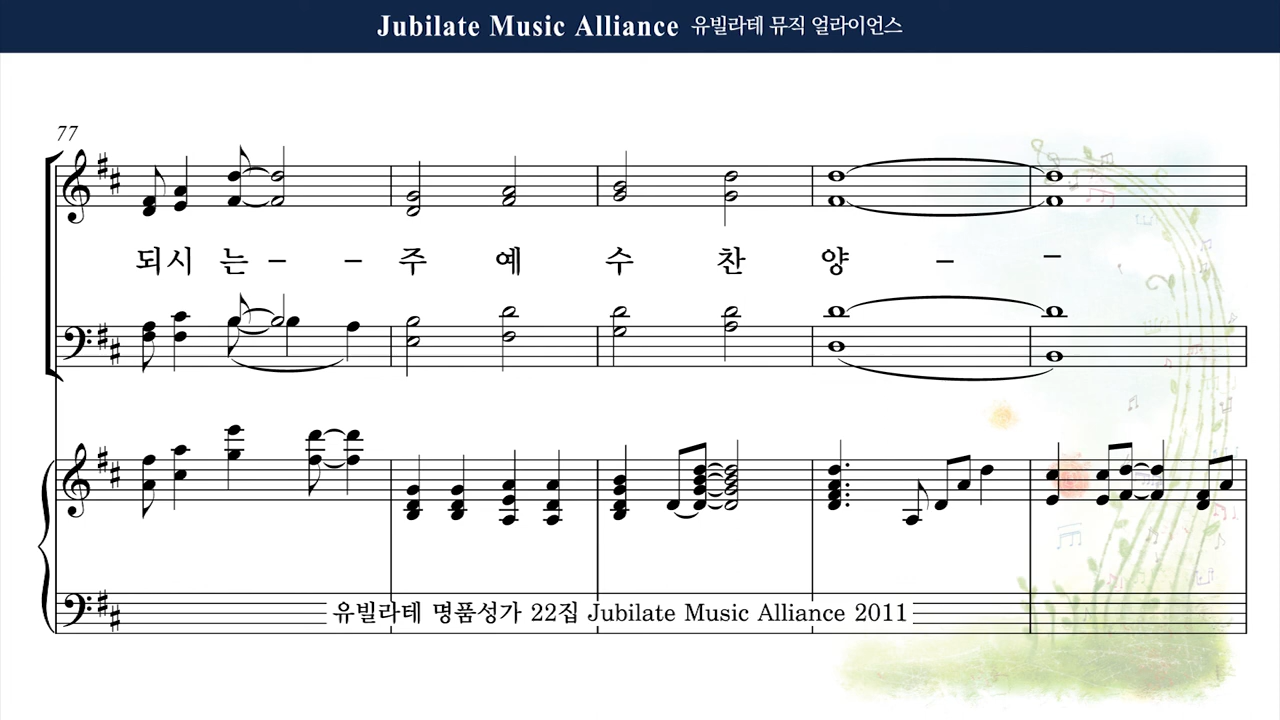 Jubilate Music Alliance 유빌라테 뮤직 얼라이언스
77
되시 는 – – 주 예 수 찬 양 – –
유빌라테 명품성가 22집 Jubilate Music Alliance 2011